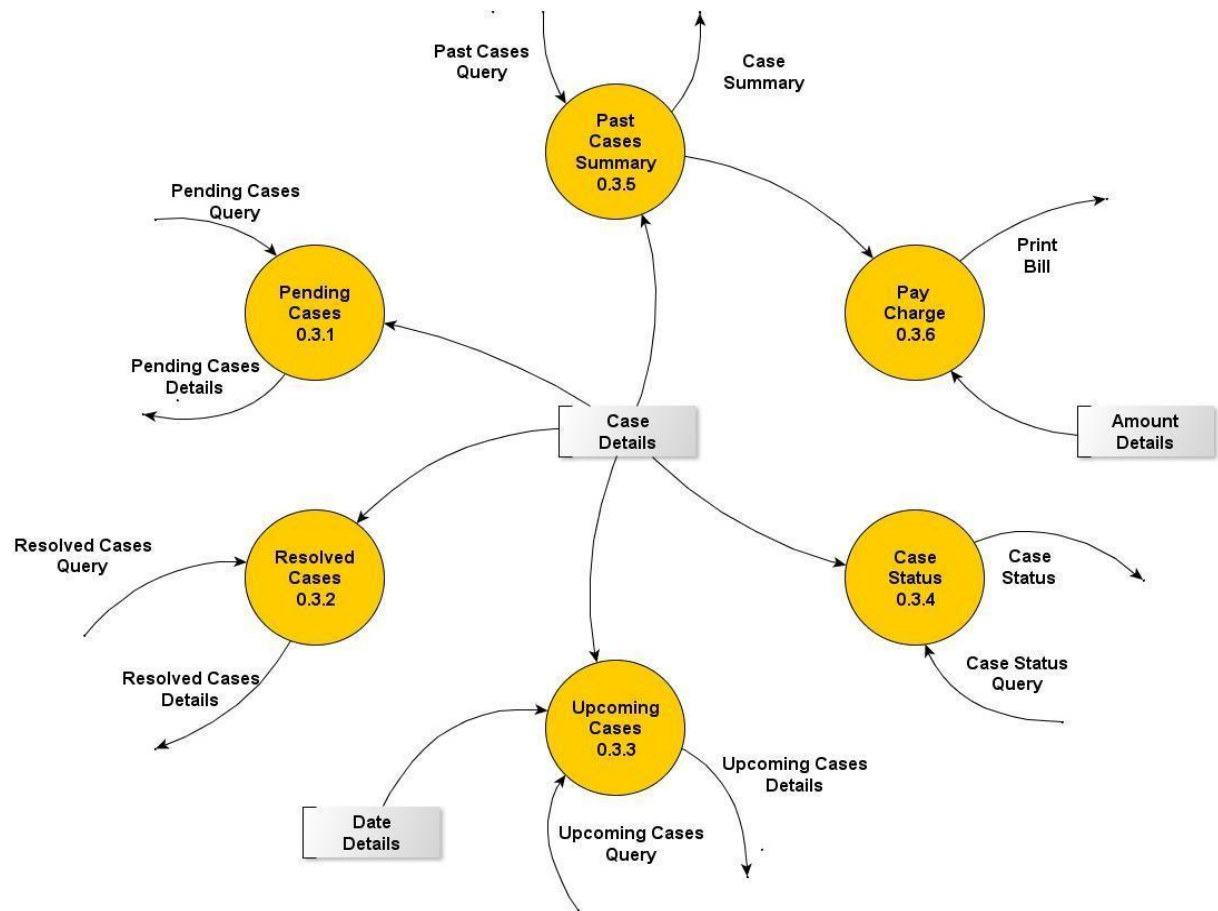 Past Cases
Query
Case
Summary
Past
Cases
Summary
0.3.5
Pending Cases
Query
Print
Bill
Pending
Cases
0.3.1
Pay
Charge
0.3.6
Pending Cases
Details
Case
Details
Amount
Details
Resolved Cases
Query
Resolved
Cases
0.3.2
Case
Status
0.3.4
Case
Status
Resolved Cases
Details
Case Status
Query
Upcoming
Cases
0.3.3
Upcoming Cases
Details
Date
Details
Upcoming Cases
Query